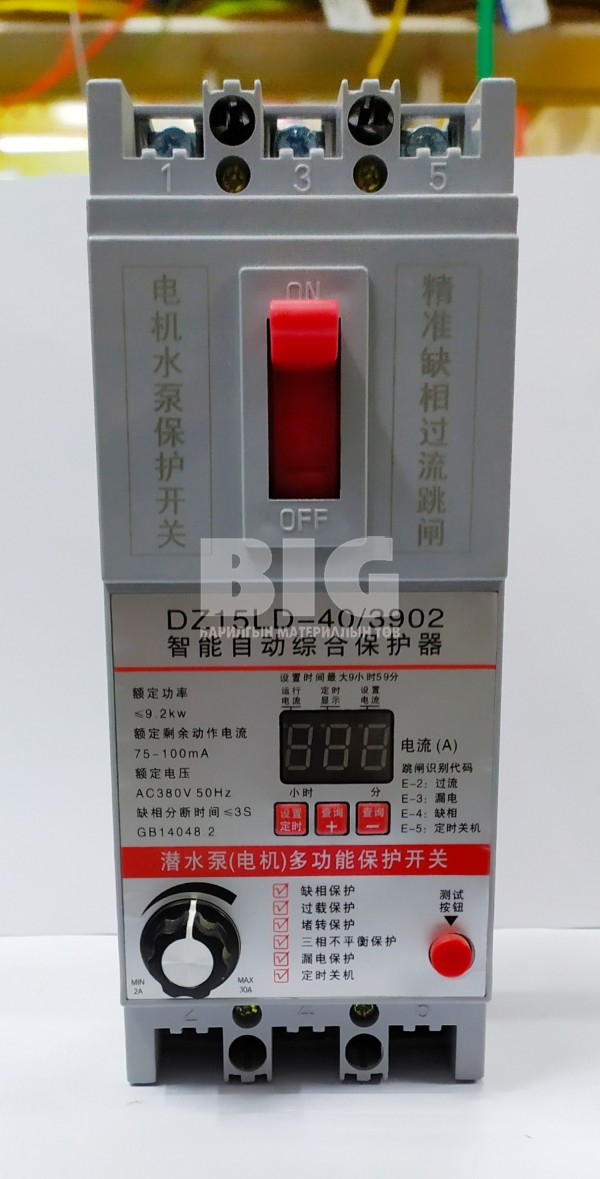 1 3 5
ON
OFF
电机水泵保护开关
精准缺相过流跳闸
BIG
БАРИЛГЫН МАТЕРИАЛЫН ТӨВ
DZ15LD-40/3902
智能自动综合保护器
设置时间最大9小时59分
运行电流
定时显示
设置电流
额定功率
≤9.2kw
额定剩余动作电流
75-100mA
额定电压
AC380V 50Hz
缺相分断时间≤3S
GB14048 2
888
电流(A)
小时 分
设置定时
查询+
查询-
跳闸识别代码
E-2: 过流
E-3: 漏电
E-4: 缺相
E-5: 定时关机
潜水泵(电机)多功能保护开关
MIN
2A
MAX
30A
缺相保护
过载保护
堵转保护
三相不平衡保护
漏电保护
定时关机
测试
按钮
2 4 6